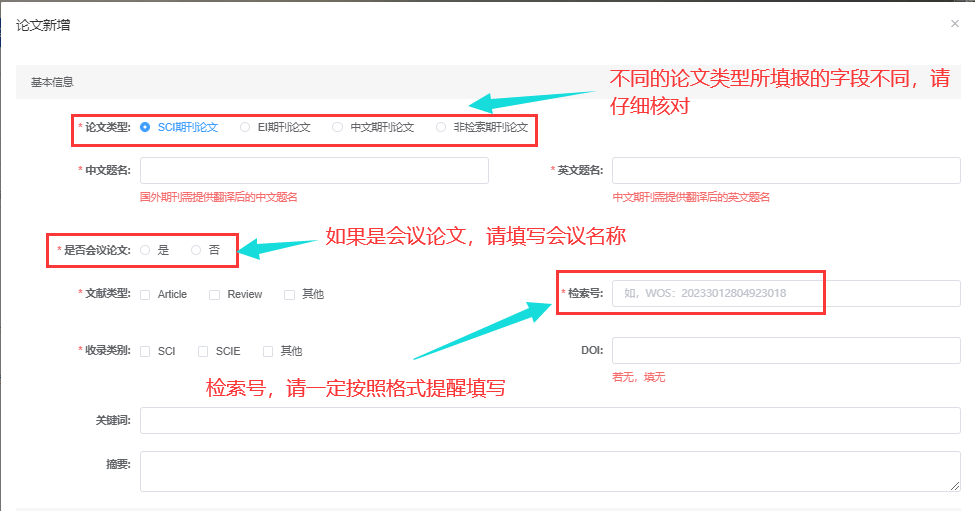 论文新增
基本信息
不同的论文类型所填报的字段不同，请
仔细核对
*论文类型: SCI期刊论文 EI期刊论文 中文期刊论文 非检索期刊论文
*中文题名: *英文题名:
国外期刊需提供翻译后的中文题名 中文期刊需提供翻译后的英文题名
如果是会议论文，请填写会议名称
*是否会议论文: 是 否
*文献类型: Article Review 其他 *检索号: 如，WOS：20233012804923018
*收录类别: SCI SCIE 其他 DOI:
若无，填无
检索号，请一定按照格式提醒填写
关键词:
摘要: